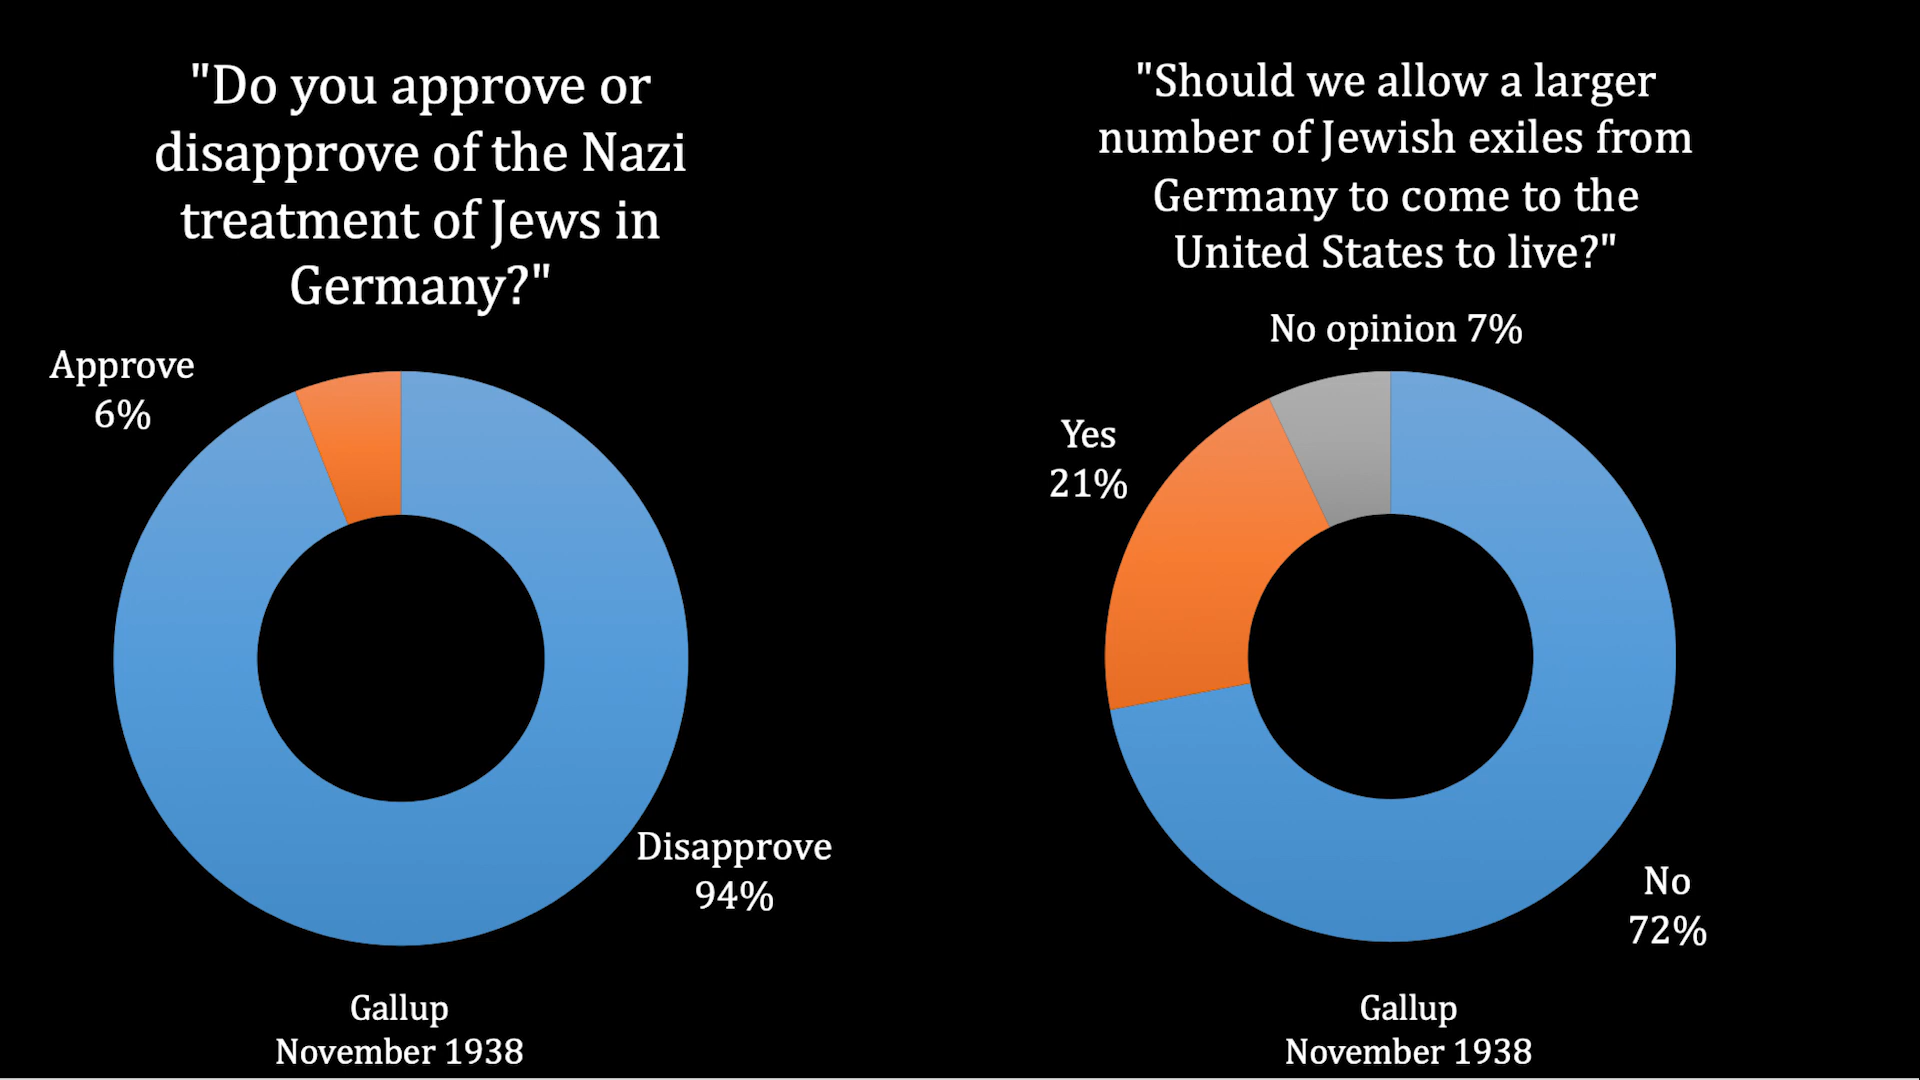 "Do you approve or
disapprove of the Nazi
treatment of Jews in
Germany?"
Approve
6%
Disapprove
94%
Gallup
November 1938
"Should we allow a larger
number of Jewish exiles from
Germany to come to the
United States to live?"
No opinion 7%
Yes
21%
No
72%
Gallup
November 1938